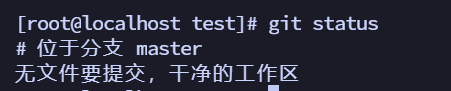 [root@localhost test]# git status
# 位于分支 master
无文件要提交，干净的工作区